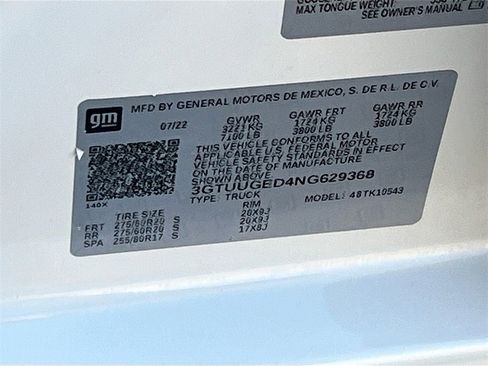 MAX TONGUE WEIGHT:
SEE OWNER'S MANUAL
gm
MFD BY GENERAL MOTORS DE MEXICO, S. DE R.L. DE C.V.
07/22 GVWR GAWR FRT GAWR RR
3221 KG 1724 KG 1724 KG
7100 LB 3800 LB 3800 LB
THIS VEHICLE CONFORMS TO ALL
APPLICABLE U.S. FEDERAL MOTOR
VEHICLE SAFETY STANDARDS IN EFFECT
ON THE DATE OF MANUFACTURE
SHOWN ABOVE.
3GTUUGED4NG629368
TYPE: TRUCK MODEL: 48TK10543
140X
TIRE SIZE RIM
FRT 275/60R20 S 20X9J
RR 275/60R20 S 20X9J
SPA 255/80R17 S 17X8J